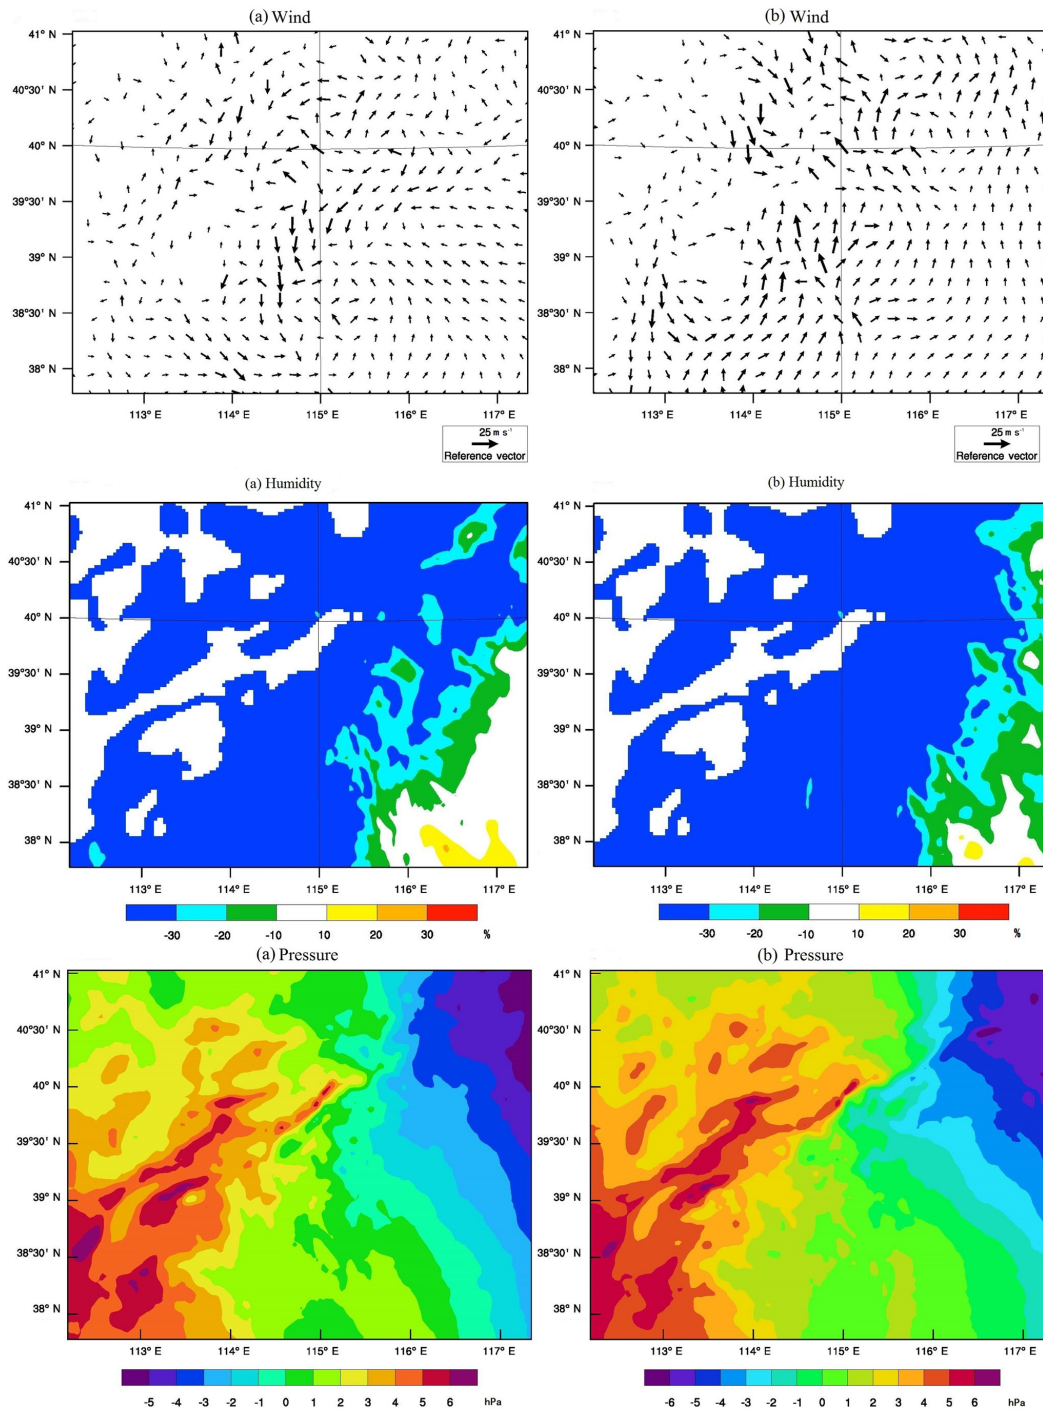 (a) Wind
(b) Wind
41° N
40°30' N
40° N
39°30' N
39° N
38°30' N
38° N
113° E 114° E 115° E 116° E 117° E
25 m s⁻¹
Reference vector
41° N
40°30' N
40° N
39°30' N
39° N
38°30' N
38° N
113° E 114° E 115° E 116° E 117° E
25 m s⁻¹
Reference vector
(a) Humidity
(b) Humidity
41° N
40°30' N
40° N
39°30' N
39° N
38°30' N
38° N
113° E 114° E 115° E 116° E 117° E
-30 -20 -10 10 20 30 %
41° N
40°30' N
40° N
39°30' N
39° N
38°30' N
38° N
113° E 114° E 115° E 116° E 117° E
-30 -20 -10 10 20 30 %
(a) Pressure
(b) Pressure
41° N
40°30' N
40° N
39°30' N
39° N
38°30' N
38° N
113° E 114° E 115° E 116° E 117° E
-5 -4 -3 -2 -1 0 1 2 3 4 5 6 hPa
41° N
40°30' N
40° N
39°30' N
39° N
38°30' N
38° N
113° E 114° E 115° E 116° E 117° E
-6 -4 -3 -2 -1 0 1 2 3 4 5 6 hPa